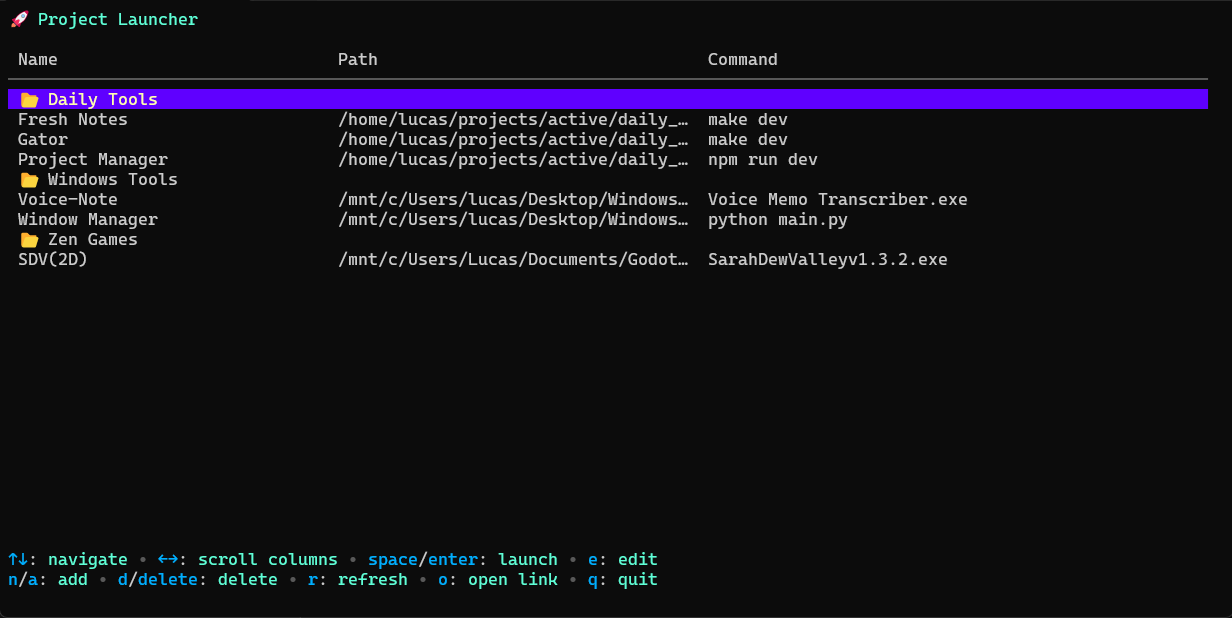 🚀 Project Launcher
Name Path Command
📂 Daily Tools
Fresh Notes /home/lucas/projects/active/daily_… make dev
Gator /home/lucas/projects/active/daily_… make dev
Project Manager /home/lucas/projects/active/daily_… npm run dev
📂 Windows Tools
Voice-Note /mnt/c/Users/lucas/Desktop/Windows… Voice Memo Transcriber.exe
Window Manager /mnt/c/Users/lucas/Desktop/Windows… python main.py
📂 Zen Games
SDV(2D) /mnt/c/Users/Lucas/Documents/Godot… SarahDewValleyv1.3.2.exe
↑↓: navigate • ←→: scroll columns • space/enter: launch • e: edit
n/a: add • d/delete: delete • r: refresh • o: open link • q: quit